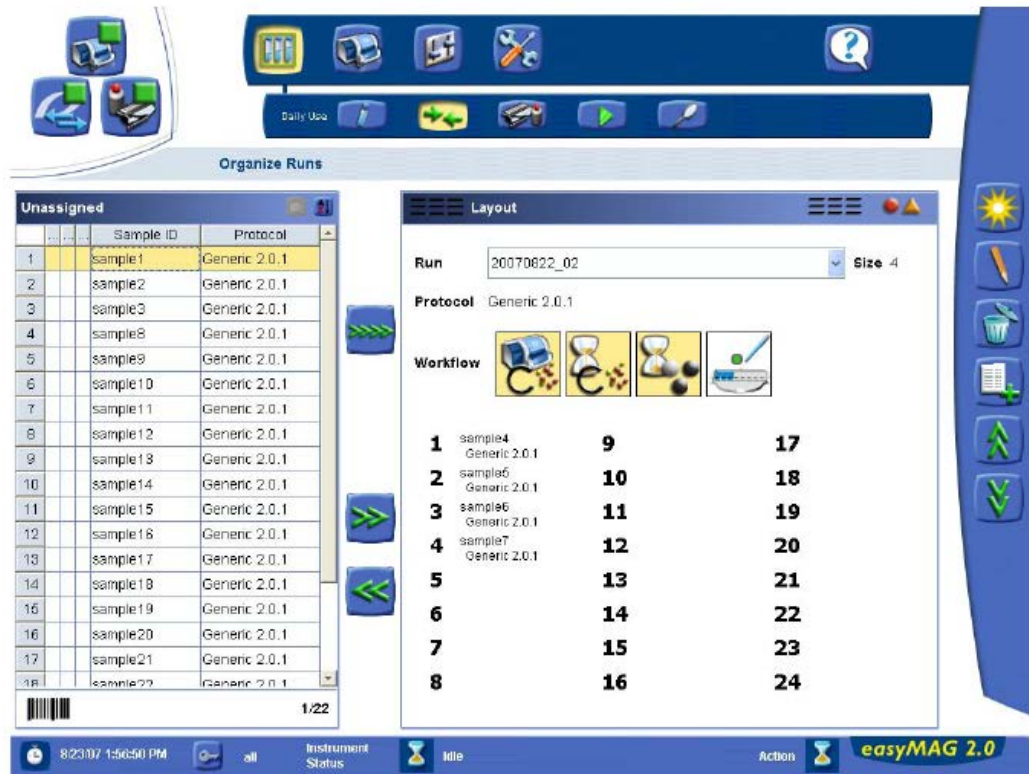 Daily Use
Organize Runs
Unassigned
... ... ... Sample ID Protocol
1 sample1 Generic 2.0.1
2 sample2 Generic 2.0.1
3 sample3 Generic 2.0.1
4 sample8 Generic 2.0.1
5 sample9 Generic 2.0.1
6 sample10 Generic 2.0.1
7 sample11 Generic 2.0.1
8 sample12 Generic 2.0.1
9 sample13 Generic 2.0.1
10 sample14 Generic 2.0.1
11 sample15 Generic 2.0.1
12 sample16 Generic 2.0.1
13 sample17 Generic 2.0.1
14 sample18 Generic 2.0.1
15 sample19 Generic 2.0.1
16 sample20 Generic 2.0.1
17 sample21 Generic 2.0.1
18 sample22 Generic 2.0.1
1/22
Layout
Run 20070822_02 Size 4
Protocol Generic 2.0.1
Workflow
1 sample4
Generic 2.0.1
2 sample5
Generic 2.0.1
3 sample6
Generic 2.0.1
4 sample7
Generic 2.0.1
5
6
7
8
9
10
11
12
13
14
15
16
17
18
19
20
21
22
23
24
8/23/07 1:56:50 PM all Instrument Status Idle Action easyMAG 2.0